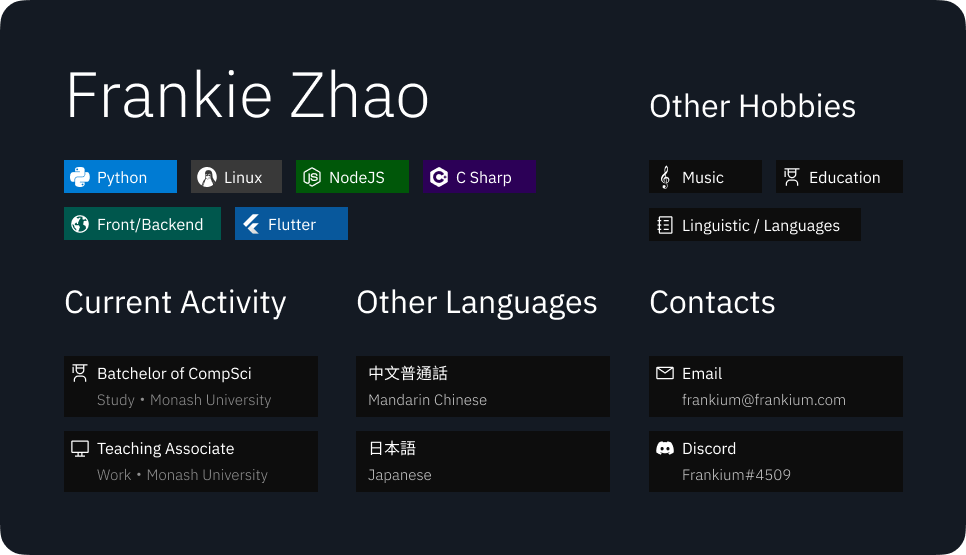 Frankie Zhao
Python
Linux
NodeJS
C Sharp
Front/Backend
Flutter
Other Hobbies
Music
Education
Linguistic / Languages
Current Activity
Batchelor of CompSci
Study • Monash University
Teaching Associate
Work • Monash University
Other Languages
中文普通話
Mandarin Chinese
日本語
Japanese
Contacts
Email
frankium@frankium.com
Discord
Frankium#4509